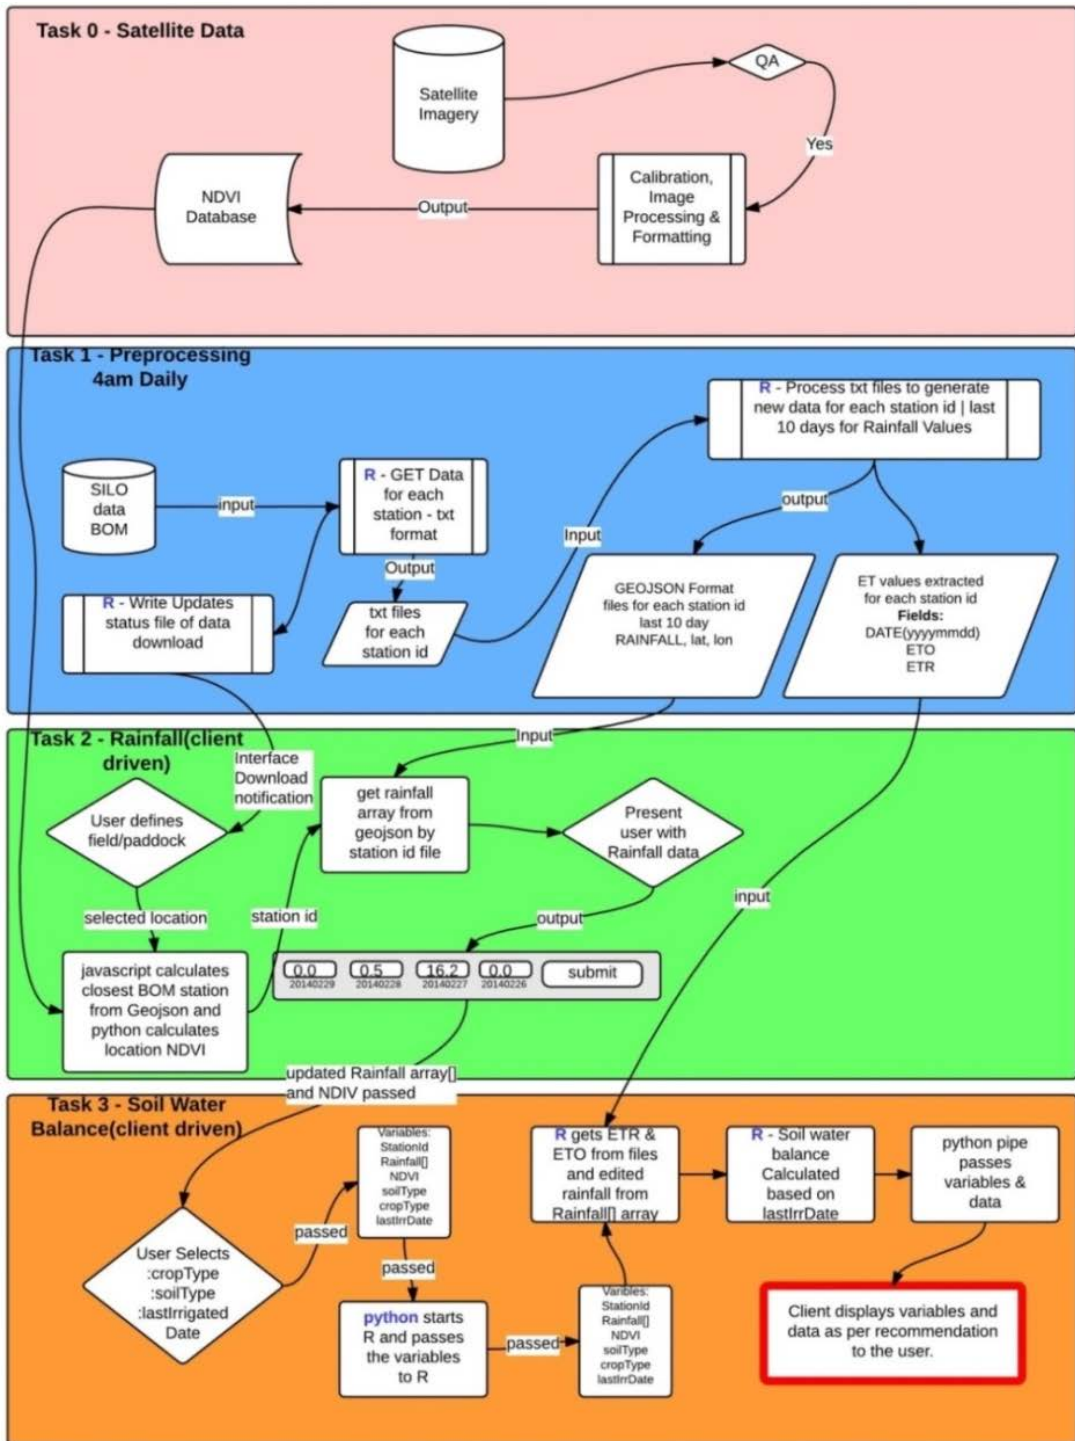 Task 0 - Satellite Data
Satellite
Imagery
QA
Yes
Calibration,
Image
Processing &
Formatting
Output
NDVI
Database
Task 1 - Preprocessing
4am Daily
SILO
data
BOM
input
R - GET Data
for each
station - txt
format
R - Write Updates
status file of data
download
Output
txt files
for each
station id
Input
R - Process txt files to generate
new data for each station id | last
10 days for Rainfall Values
output
GEOJSON Format
files for each station id
last 10 day
RAINFALL, lat, lon
ET values extracted
for each station id
Fields:
DATE(yyyymmdd)
ETO
ETR
Task 2 - Rainfall(client
driven)
Interface
Download
notification
User defines
field/paddock
selected location
javascript calculates
closest BOM station
from Geojson and
python calculates
location NDVI
station id
Input
get rainfall
array from
geojson by
station id file
Present
user with
Rainfall data
output
0.0 0.5 16.2 0.0 submit
20140229 20140228 20140227 20140226
input
updated Rainfall array[]
and NDIV passed
Task 3 - Soil Water
Balance(client driven)
User Selects
:cropType
:soilType
:lastIrrigated
Date
passed
Variables:
StationId
Rainfall[]
NDVI
soilType
cropType
lastIrrDate
passed
python starts
R and passes
the variables
to R
passed
Varibles:
StationId
Rainfall[]
NDVI
soilType
cropType
lastIrrDate
R gets ETR &
ETO from files
and edited
rainfall from
Rainfall[] array
R - Soil water
balance
Calculated
based on
lastIrrDate
python pipe
passes
variables &
data
Client displays variables and
data as per recommendation
to the user.